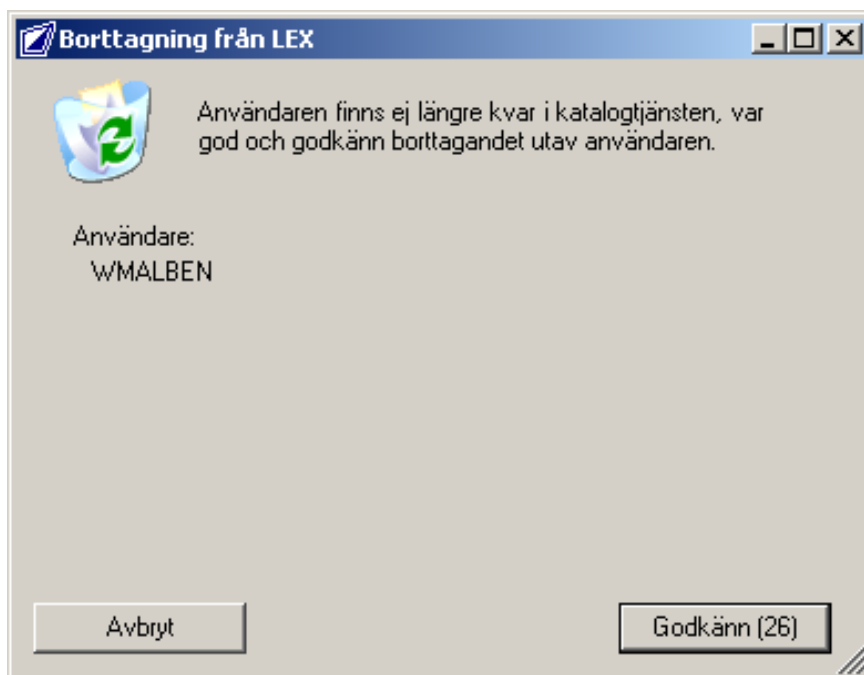 Borttagning från LEX
Användaren finns ej längre kvar i katalogtjänsten, var
god och godkänn borttagandet utav användaren.
Användare:
WMALBEN
Avbryt
Godkänn (26)